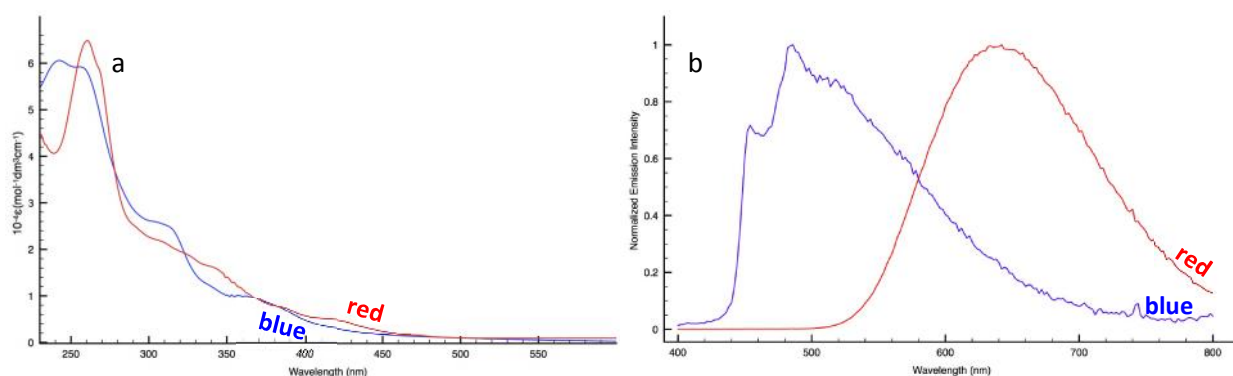 a
6
5
4
3
2
1
0
10⁻⁴ε(mol⁻¹dm³cm⁻¹)
250
300
350
400
450
500
550
Wavelength (nm)
red
blue
b
1
0.8
0.6
0.4
0.2
0
Normalized Emission Intensity
400
500
600
700
800
Wavelength (nm)
red
blue